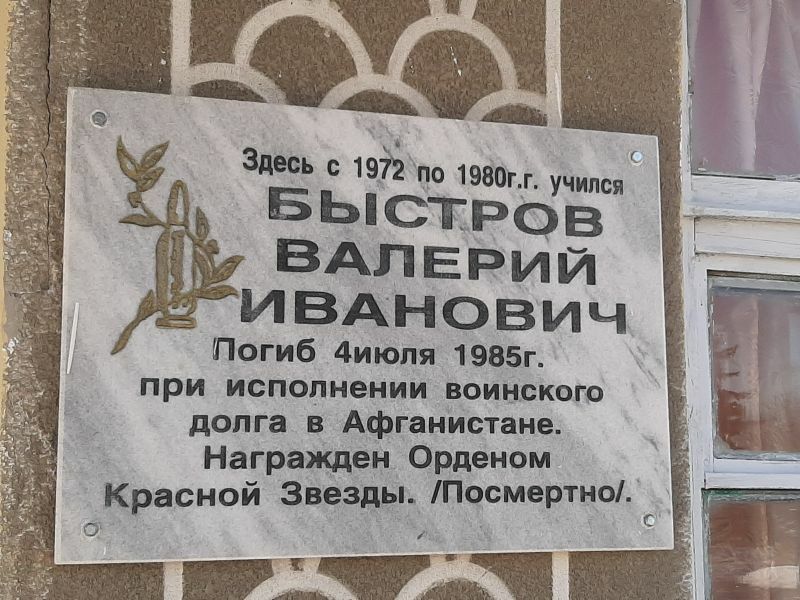 Здесь с 1972 по 1980г.г. учился
БЫСТРОВ
ВАЛЕРИЙ
ИВАНОВИЧ
Погиб 4июля 1985г.
при исполнении воинского
долга в Афганистане.
Награжден Орденом
Красной Звезды. /Посмертно/.